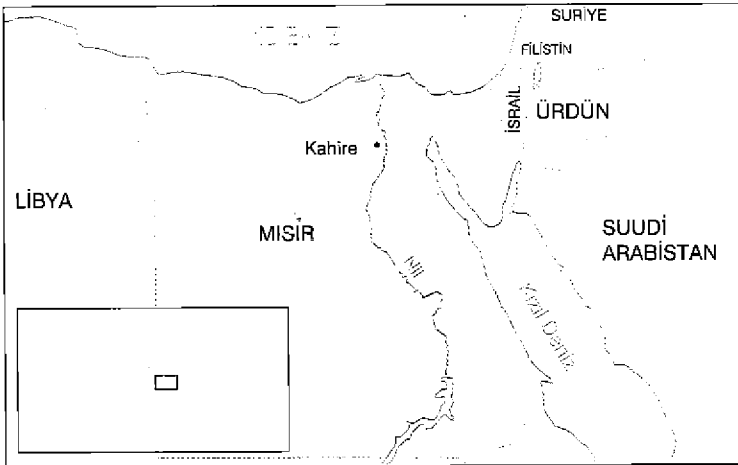 SURİYE
FİLİSTİN
İSRAİL
ÜRDÜN
Kahire
LİBYA
MISIR
SUUDİ
ARABİSTAN
Nil
Kızıl Deniz